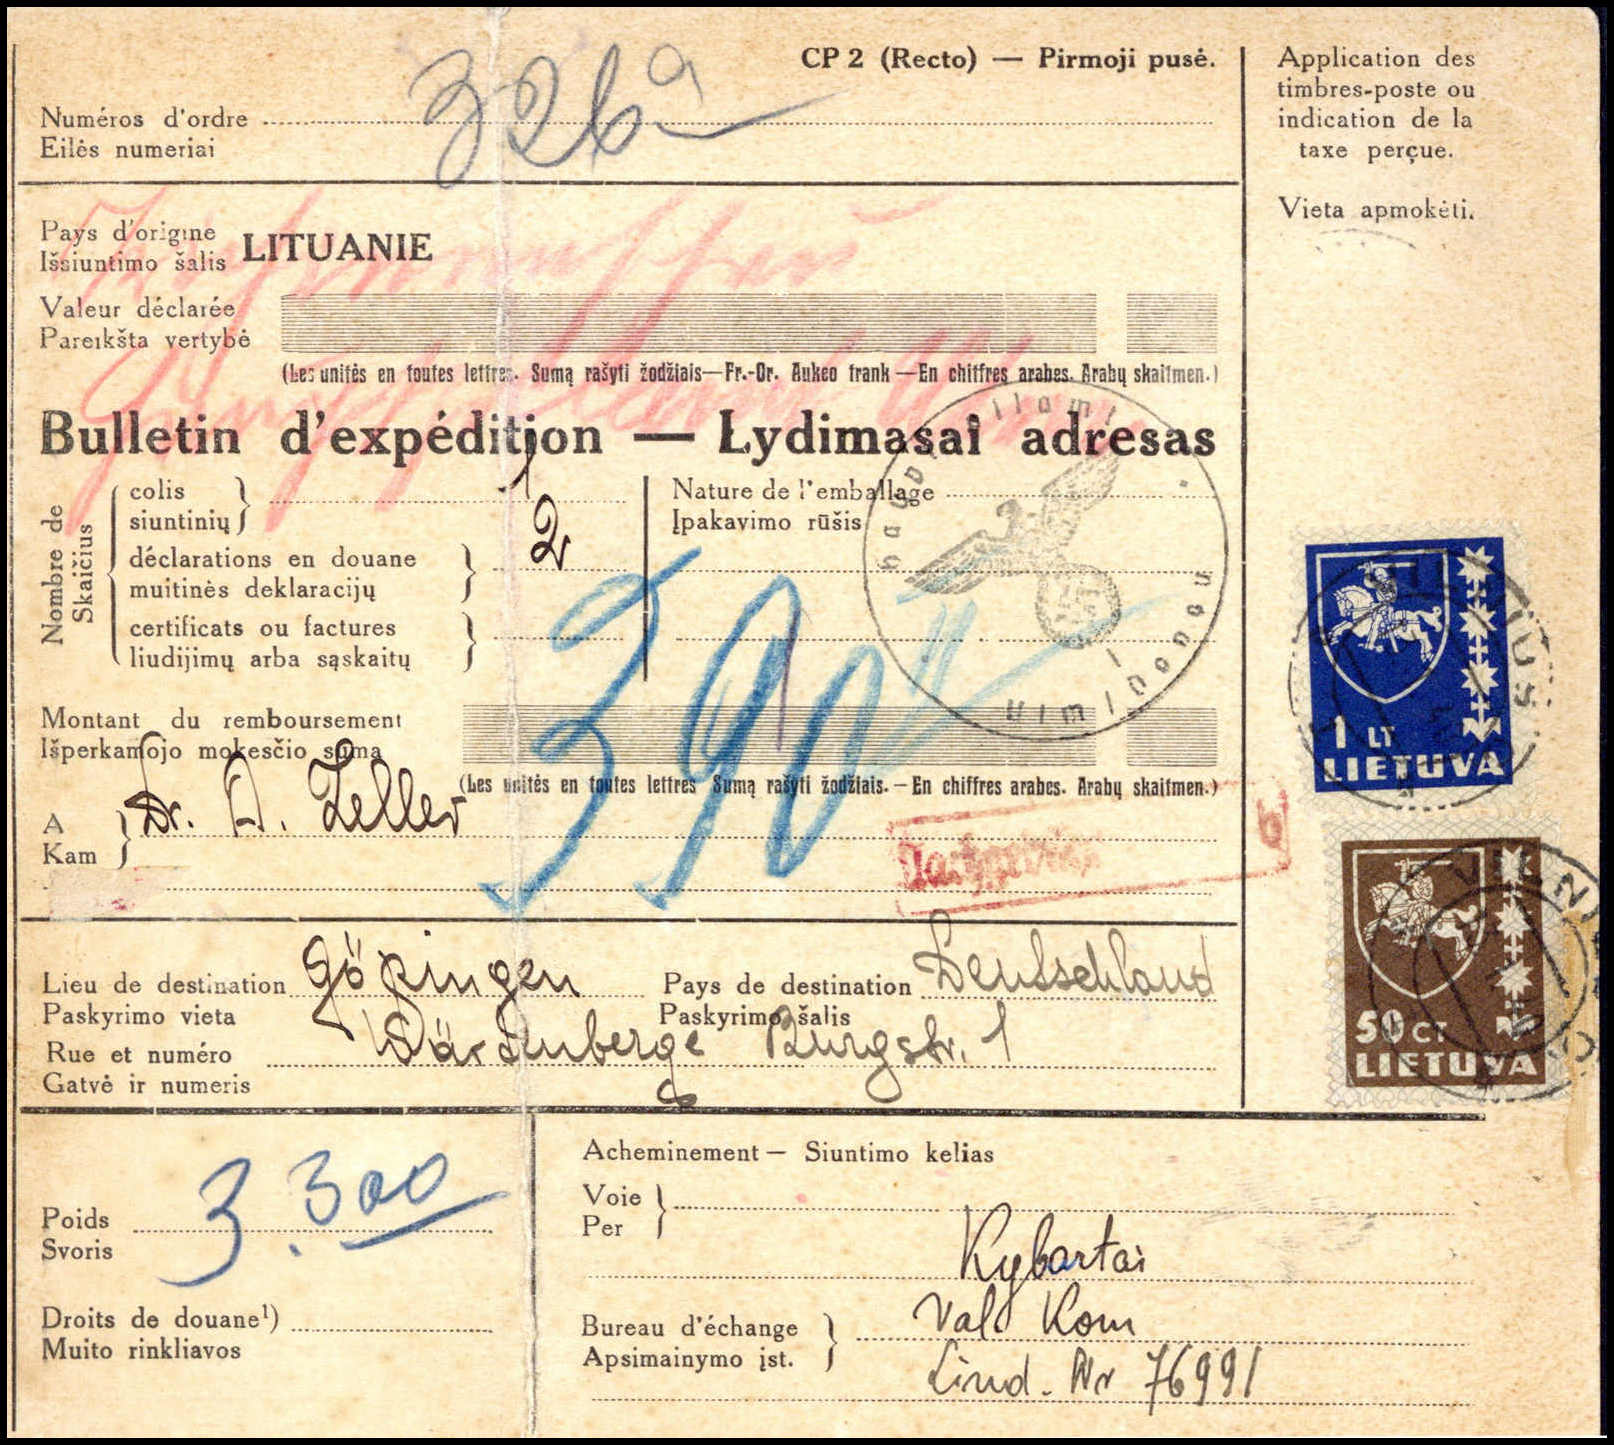 CP 2 (Recto) — Pirmoji pusė.
Numéros d'ordre 326a
Eilės numeriai
Application des
timbres-poste ou
indication de la
taxe perçue.
Vieta apmokėti.
Pays d'origine
Išsiuntimo šalis
LITUANIE
Valeur déclarée
Pareikšta vertybė
(Les unités en toutes lettres. Sumą rašyti žodžiais—Fr.-Or. Aukso frank—En chiffres arabes. Arabų skaitmen.)
Bulletin d'expédition — Lydimasai adresas
Nombre de
Skaičius
colis 1
siuntinių
déclarations en douane 2
muitinės deklaracijų
certificats ou factures
liudijimų arba sąskaitų
Nature de l'emballage
Įpakavimo rūšis
390
Montant du remboursement
Išperkamojo mokesčio suma
(Les unités en toutes lettres Sumą rašyti žodžiais.—En chiffres arabes. Arabų skaitmen.)
A Dr. A. Zeller
Kam
Lieu de destination Göppingen
Paskyrimo vieta
Pays de destination Deutschland
Paskyrimo šalis
Rue et numéro Burgstr. 1
Gatvė ir numeris
Poids 3.300
Svoris
Droits de douane¹)
Muito rinkliavos
Acheminement — Siuntimo kelias
Voie
Per
Kybartai
Bureau d'échange Val. Kom
Apsimainymo įst.
Lind. Nr 76991
1 LT
LIETUVA
VILNIUS
50 CT
LIETUVA